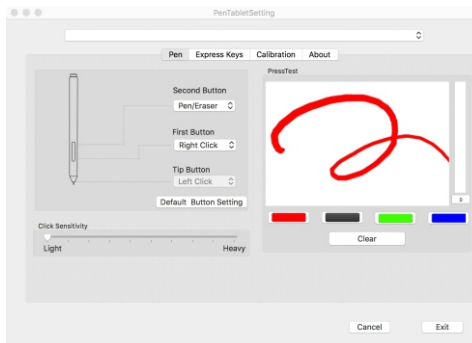 PenTabletSetting
Pen Express Keys Calibration About
Second Button
Pen/Eraser
First Button
Right Click
Tip Button
Left Click
Default Button Setting
Click Sensitivity
Light Heavy
PressTest
0
Clear
Cancel Exit